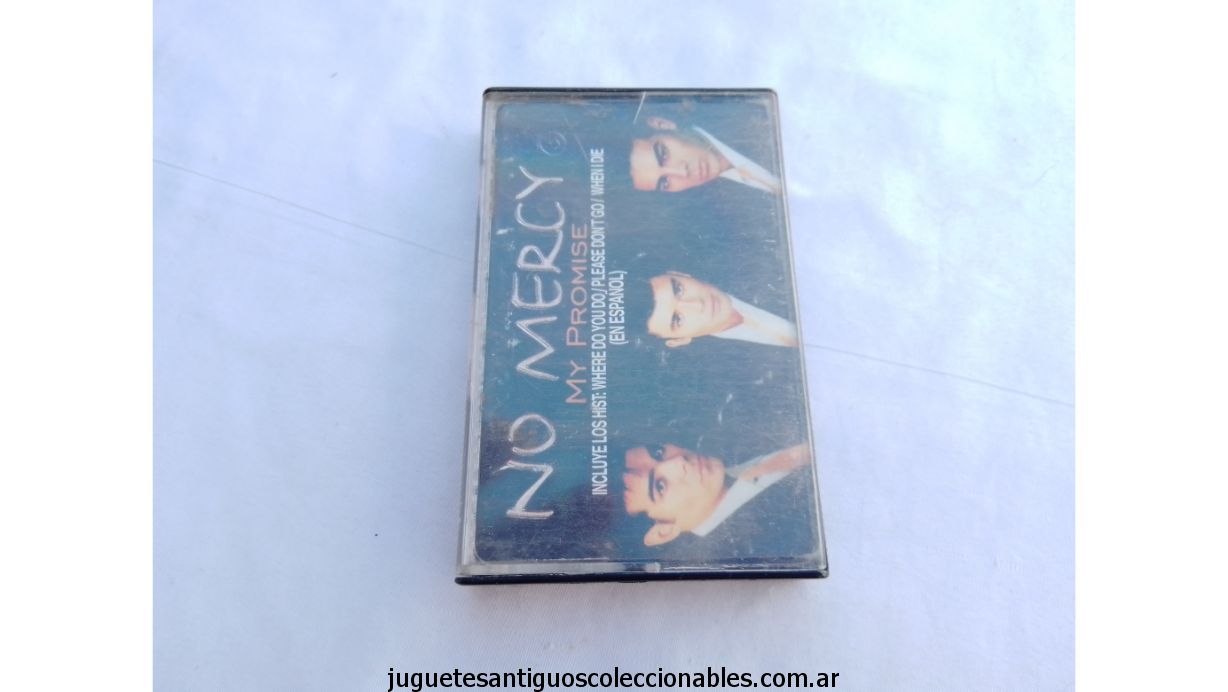 NO MERCY
MY PROMISE
INCLUYE LOS HIST: WHERE DO YOU DO / PLEASE DON'T GO / WHEN I DIE
(EN ESPAÑOL)
juguetesantiguoscoleccionables.com.ar